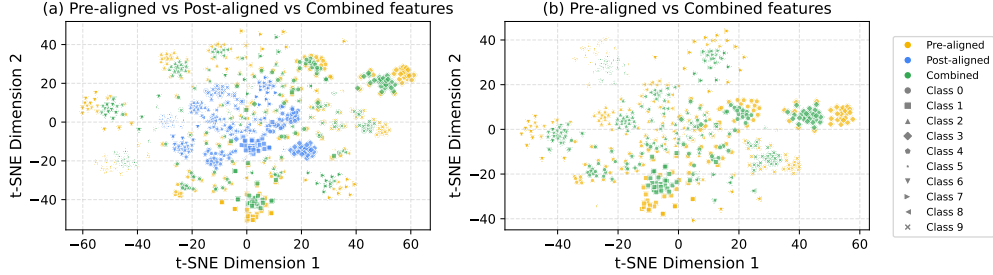 (a) Pre-aligned vs Post-aligned vs Combined features
t-SNE Dimension 2
40
20
0
−20
−40
−60
−40
−20
0
20
40
60
t-SNE Dimension 1
(b) Pre-aligned vs Combined features
t-SNE Dimension 2
40
20
0
−20
−40
−40
−20
0
20
40
60
t-SNE Dimension 1
Pre-aligned
Post-aligned
Combined
Class 0
Class 1
Class 2
Class 3
Class 4
Class 5
Class 6
Class 7
Class 8
Class 9